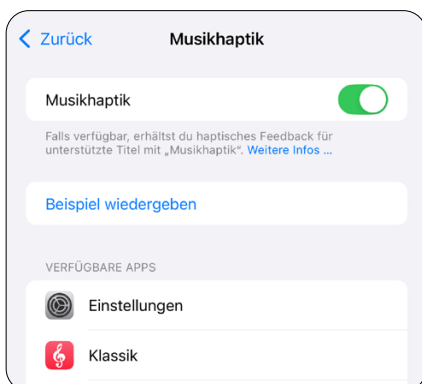 Zurück
Musikhaptik
Musikhaptik
Falls verfügbar, erhältst du haptisches Feedback für
unterstützte Titel mit „Musikhaptik“. Weitere Infos ...
Beispiel wiedergeben
VERFÜGBARE APPS
Einstellungen
Klassik